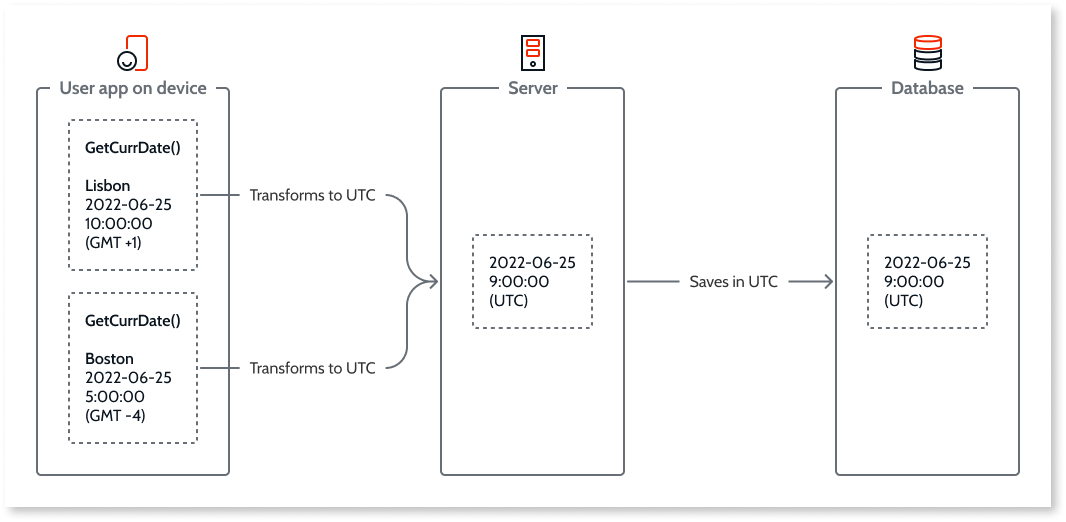 User app on device
GetCurrDate()
Lisbon
2022-06-25
10:00:00
(GMT +1)
GetCurrDate()
Boston
2022-06-25
5:00:00
(GMT -4)
Transforms to UTC
Transforms to UTC
Server
2022-06-25
9:00:00
(UTC)
Saves in UTC
Database
2022-06-25
9:00:00
(UTC)